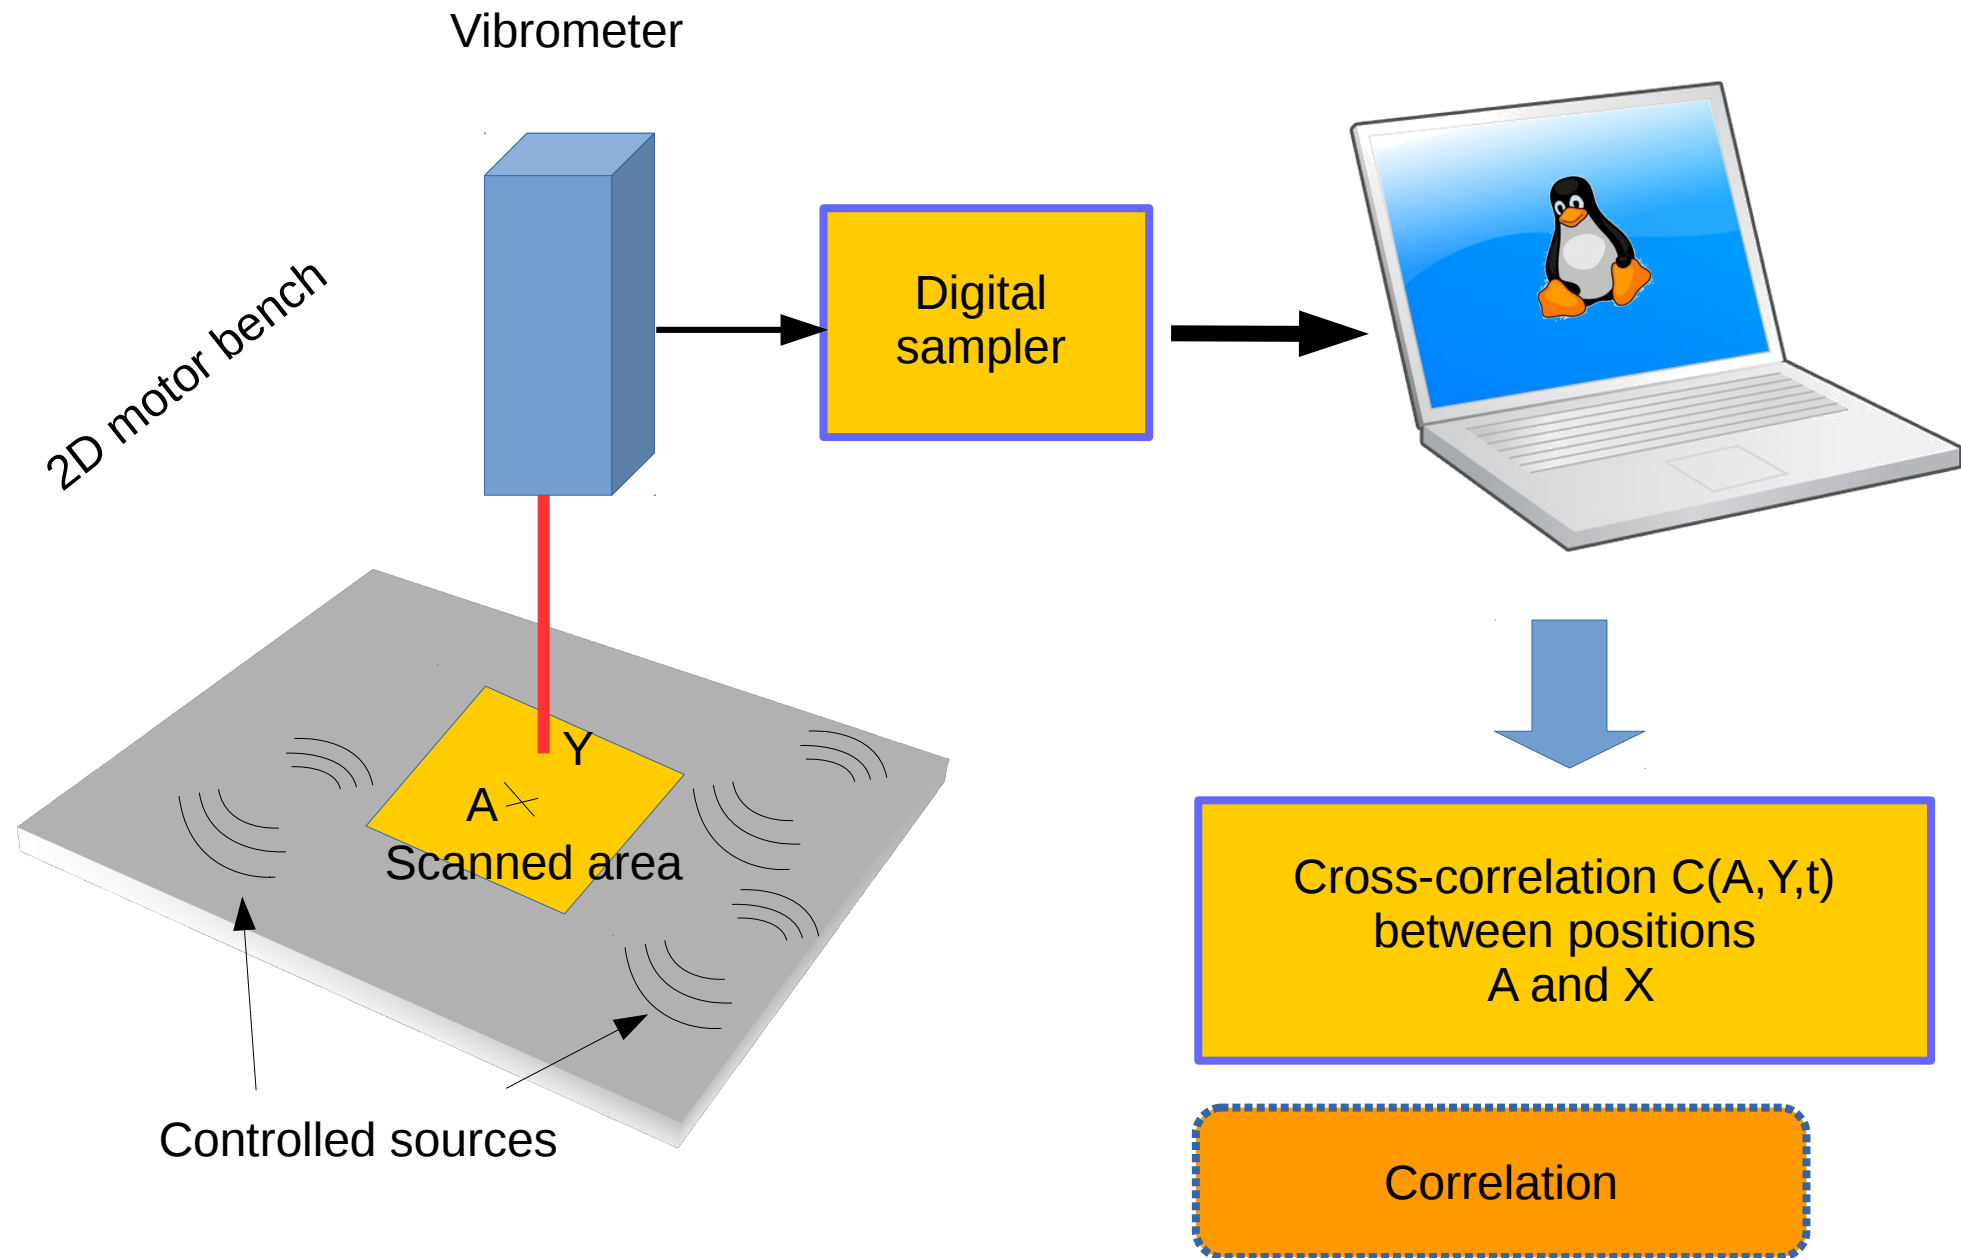 Vibrometer
2D motor bench
Digital
sampler
Y
A
Scanned area
Controlled sources
Cross-correlation C(A,Y,t)
between positions
A and X
Correlation